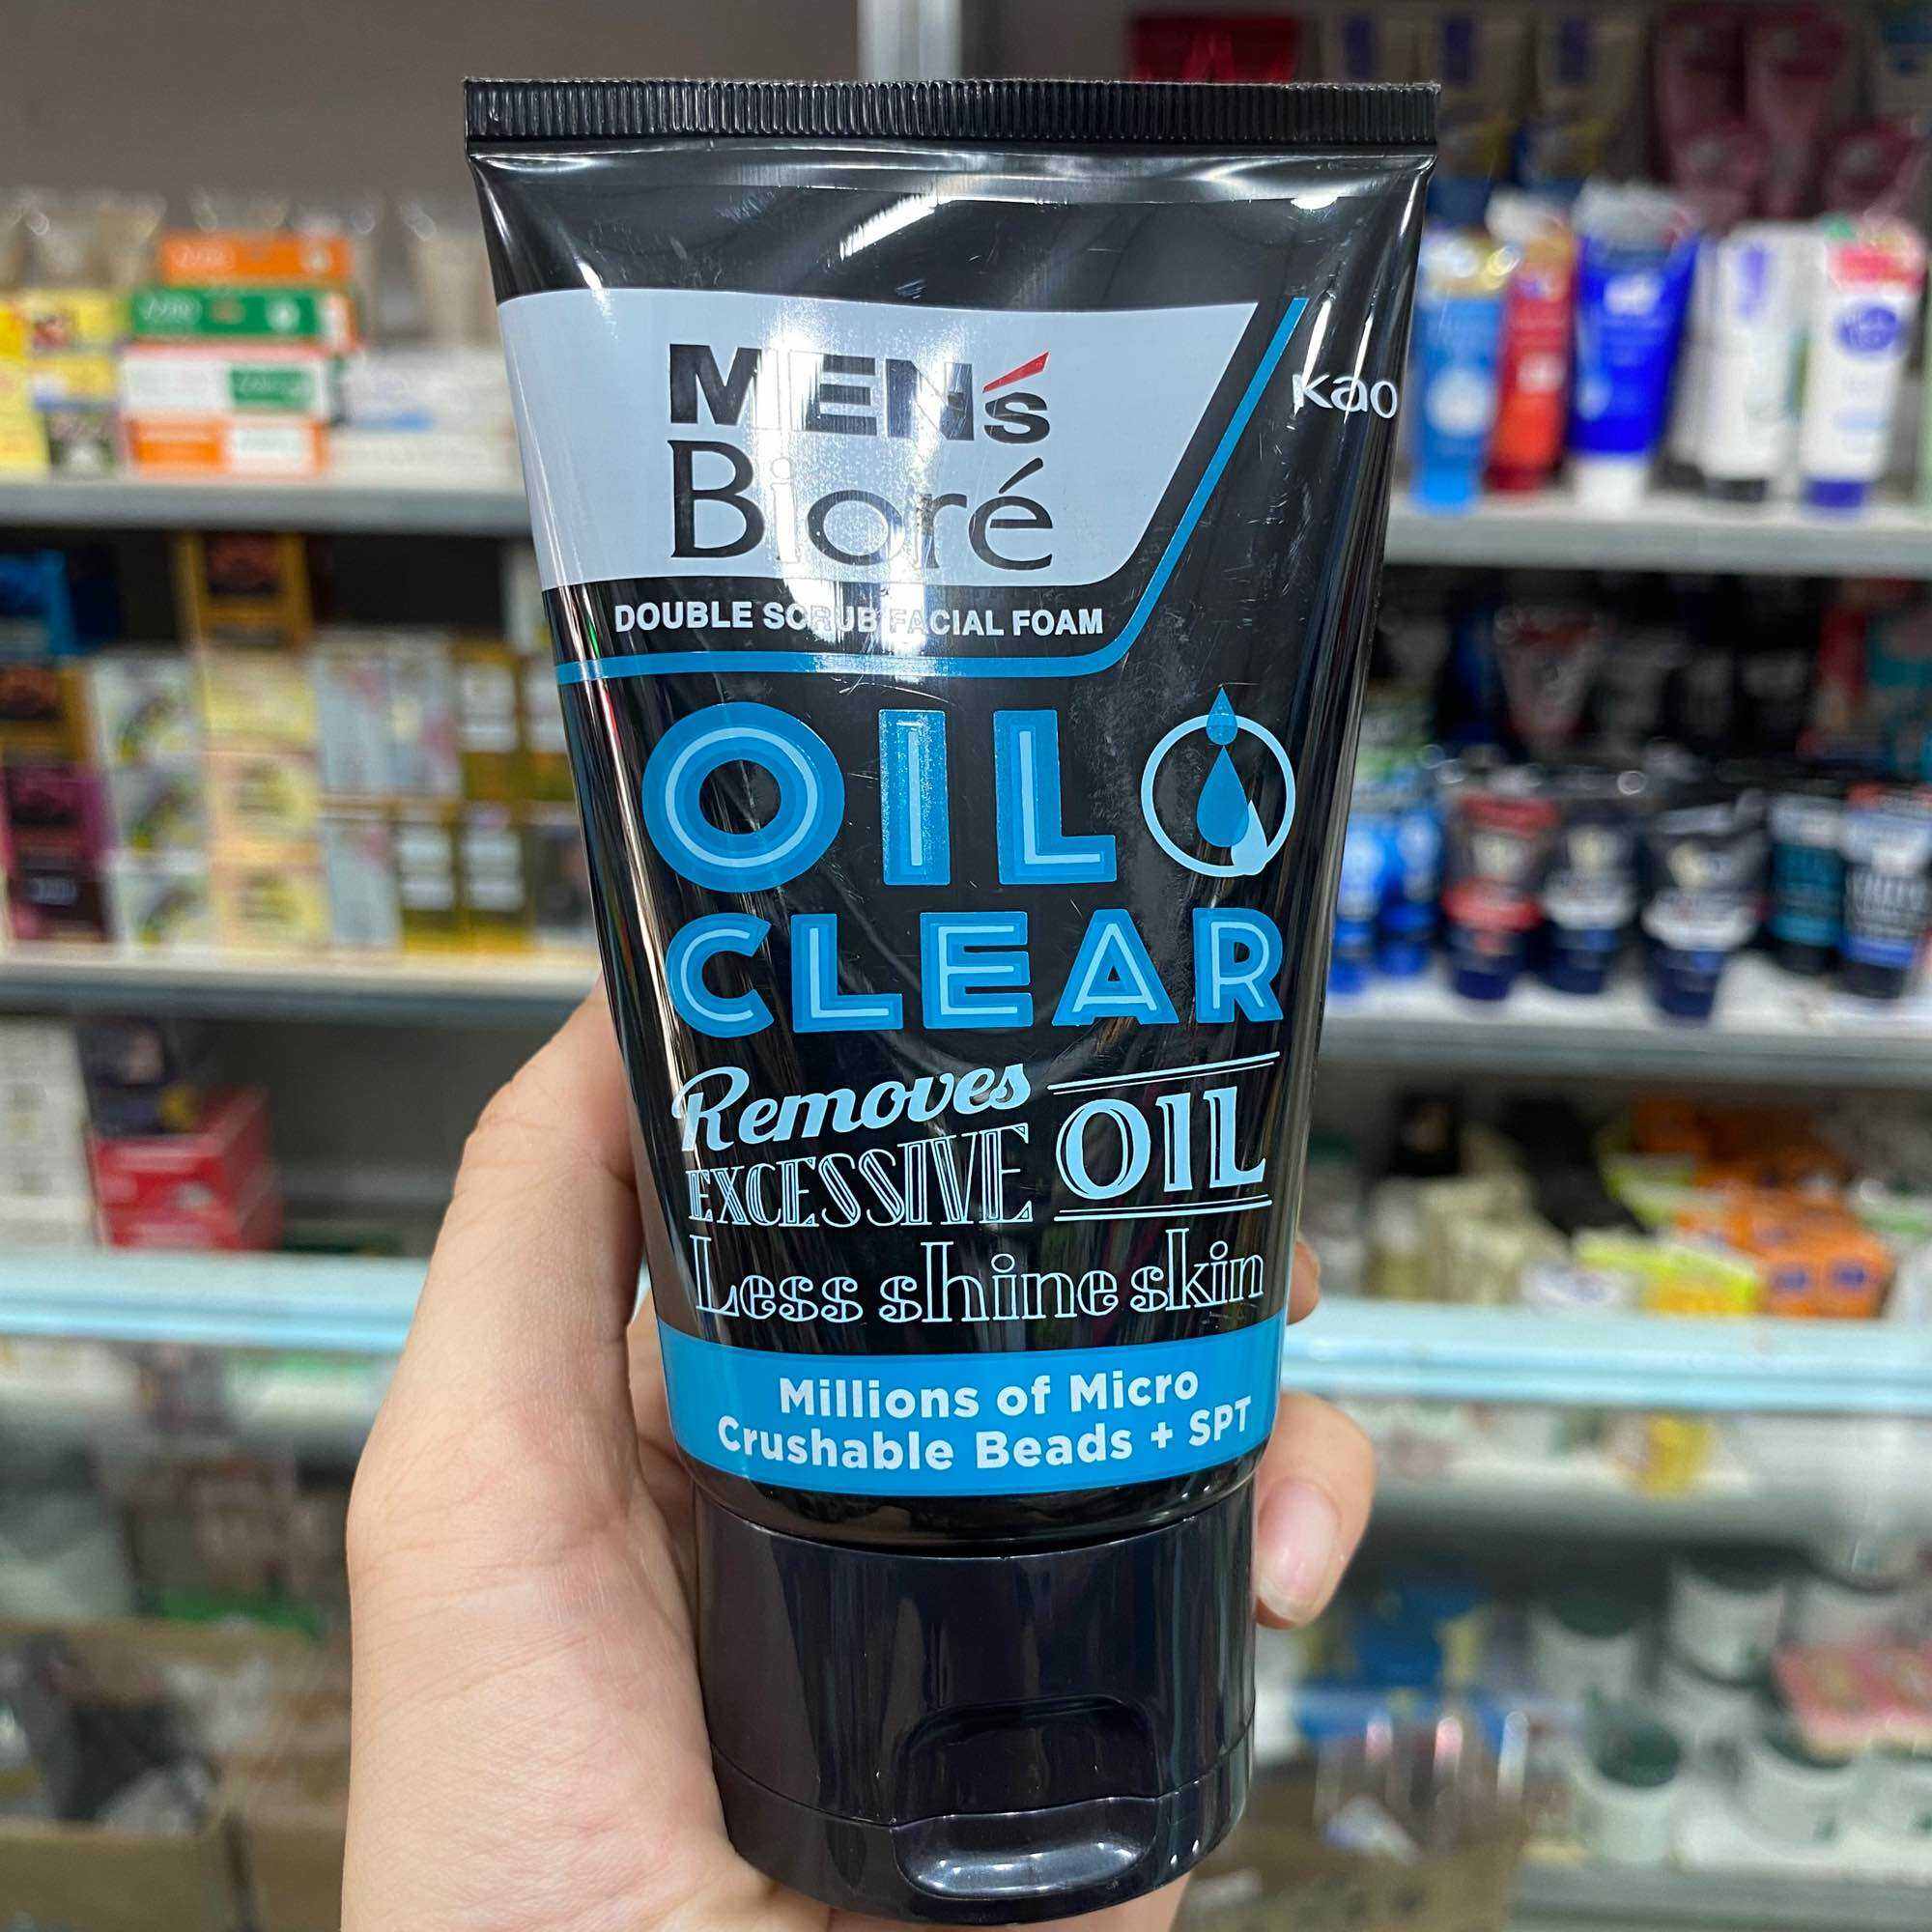 MEN's
Bioré
Kao
DOUBLE SCRUB FACIAL FOAM
OIL
CLEAR
Removes
EXCESSIVE OIL
Less shine skin
Millions of Micro
Crushable Beads + SPT